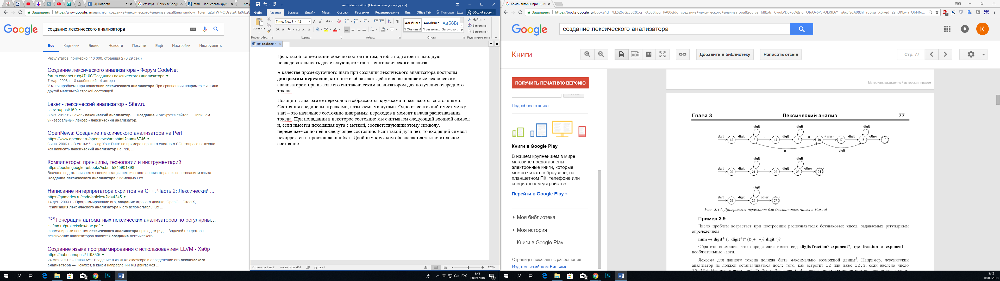 (4) Новости
css круг - Поиск в Goog
html - Нарисовать круг,
pro.
Защищено
https://www.google.ru/search?q=создание+лексического+анализатора&newwindow=1&ei=
Google
создание лексического анализатора
Все
Картинки
Видео
Новости
Покупки
Ещё
Настройки
Инструменты
Результатов: примерно 410 000, страница 2 (0,29 сек.)
Создание лексического анализатора - Форум CodeNet
forum.codenet.ru/q47100/Создание+лексического+анализатора
7 мар. 2008 г. - 8 сообщений - 4 автора
У мнея проблема при написании лексического анализатора При сравнениии например с var или
другой маленькой строкой состоящей ...
Lexer - лексический анализатор - Sitev.ru
sitev.ru/post/169
8 окт. 2017 г. - Lexer - лексический анализатор. ... Создание и раскрутка сайтов ... Напишем
универсальный лексер - лексический анализатор.
OpenNews: Создание лексического анализатора на Perl
https://www.opennet.ru/opennews/art.shtml?num=6746
6 янв. 2006 г. - В статье "Lexing Your Data" на примере парсинга сложного SQL запроса показано
как написать лексический анализатор на Perl, ...
Компиляторы: принципы, технологии и инструментарий
https://books.google.ru/books?isbn=5845901898
Вначале подготавливается спецификация лексического анализатора с использованием языка ...
Создание лексического анализатора с помощью Lex ...
Написание интерпретатора скриптов на C++. Часть 2: Лексический ...
https://gamedev.ru/code/articles/?id=4245
14 дек. 2003 г. - Программирование игр, создание игрового движка, OpenGL, DirectX, ...
Реализация лексического анализатора и его вспомогательных ...
[PDF] Генерация автоматных лексических анализаторов по регулярны…
is.ifmo.ru/projects/lex/doc.pdf
формулировки понятия лексического анализатора приведем ряд ... Задачей генератора
лексических анализаторов является создание лексического ...
Создание языка программирования с использованием LLVM - Хабр
https://habr.com/post/119850/
24 мая 2011 г. - Глава №1: Введение в язык Kaleidoscope и определение его лексического
анализатора — Покажет, в каком направлении мы двигаемся ...
че то.docx - Word (Сбой активации продукта)
Файл
Главная
Вставка
Дизайн
Макет
Ссылки
Рассылки
Рецензирование
Вид
Office Tab
Помощн
Вход
Общий доступ
Вставить
Times New F
12
Ж К Ч abc x₂ x²
Aa
АаБбВвГг,
АаБбВвГг,
АаБбВі
¶ Обычный
¶ Без инте...
Заголово...
Найти
Заменить
Выделить
Буфер обм...
Шрифт
Абзац
Стили
Редактирование
че то.docx *
Цель такой конвертации обычно состоит в том, чтобы подготовить входную
последовательность для следующего этапа – синтаксического анализа.
В качестве промежуточного шага при создании лексического анализатора построим
диаграммы переходов, которые изображают действия, выполняемые лексическим
анализатором при вызове его синтаксическим анализатором для получения очередного
токена.
Позиции в диаграмме переходов изображаются кружками и называются состояниями.
Состояния соединены стрелками, называемыми дугами. Одно из состояний имеет метку
start – это начальное состояние диаграммы переходов в момент начала распознавания
токена. При попадании в некоторое состояние мы считываем следующий входной символ
и, если имеется исходящая дуга с меткой, соответствующий этому символу,
перемещаемся по ней в следующее состояние. Если такой дуги нет, то входящий символ
некорректен и произошла ошибка. Двойным кружком обозначается заключительное
состояние.
Страница 2 из 2
Число слов: 461
русский
120%
Компиляторы: принцип
Защищено
https://books.google.ru/books?id=7EES26vGz38C&pg=PA80&lpg=PA80&dq=создание+лексического+анализатора&source=bl
Google
создание лексического анализатора
K
Книги
Добавить в библиотеку
Написать отзыв
Стр. 77
ПОЛУЧИТЬ ПЕЧАТНУЮ ВЕРСИЮ
Подробнее о книге
Книги в Google Play
В нашем крупнейшем в мире
магазине представлены
электронные книги, которые
можно читать в браузере, на
планшетном ПК, телефоне или
специальном устройстве.
Перейти в Google Play »
Моя библиотека
Моя история
Книги в Google Play
Страницы показаны с разрешения
Издательский дом Вильямс.
Материал, защищенный авторским правом
Глава 3
Лексический анализ
77
digit digit digit
start 12 digit 13 . 14 digit 15 E 16 + или – 17 digit 18 other 19 *
E digit
digit digit
start 20 digit 21 . 22 digit 23 other 24 *
digit
start 25 digit 26 other 27 *
Рис. 3.14. Диаграммы переходов для беззнаковых чисел в Pascal
Пример 3.9
Число проблем возрастает при построении распознавателя беззнаковых чисел, задаваемых регулярным
определением
num → digit⁺ (. digit⁺)? (E(+ | –)? digit⁺)?
Обратите внимание, что определение имеет вид digits fraction? exponent?, где fraction и exponent —
необязательные части.
Лексема для данного токена должна быть максимально возможной длины⁵. Например, лексический
анализатор не должен останавливаться после того, как встретит 12 или даже 12.3, если введено число
РУС
9:42
08.09.2018
7
9:42
08.09.2018